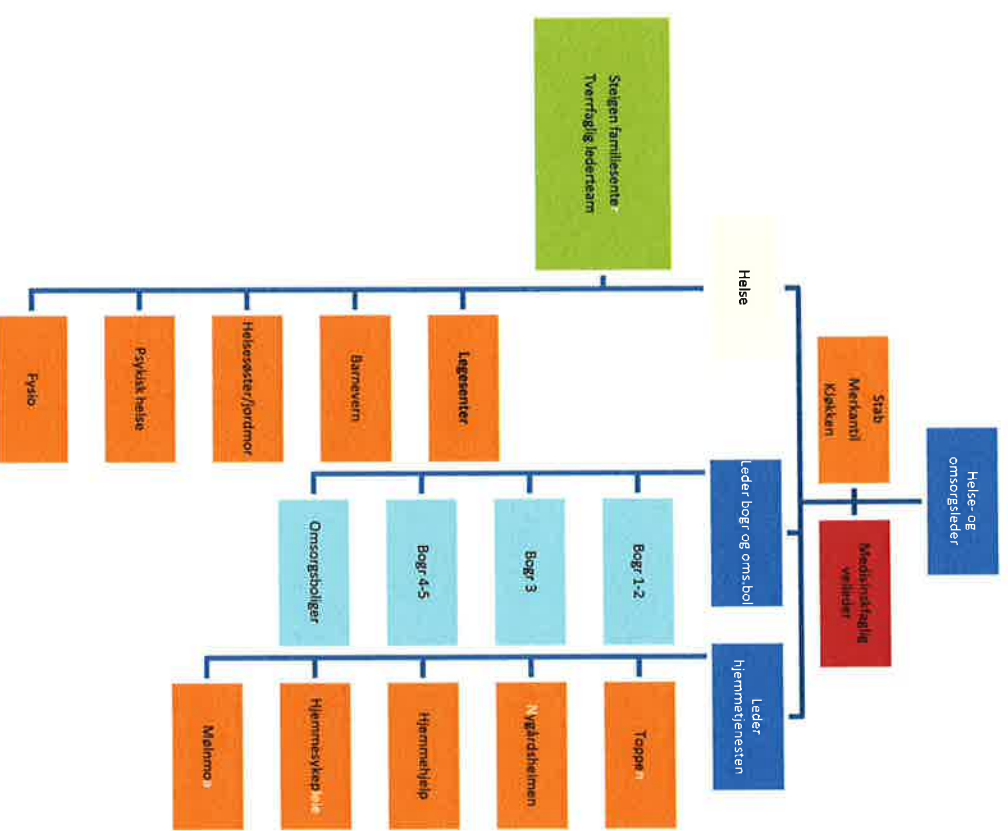 Helse- og
omsorgsleder
Stab
Merkantil
Kjøkken
Medisinskfaglig
veileder
Helse
Leder bogr og oms.bol
Leder
hjemmetjenesten
Steigen familiesenter
Tverrfaglig lederteam
Legesenter
Barnevern
Helsesøster/jordmor
Psykisk helse
Fysio
Bogr 1-2
Bogr 3
Bogr 4-5
Omsorgsboliger
Toppen
Nygårdsheimen
Hjemmehjelp
Hjemmesykepleie
Mølnmoa